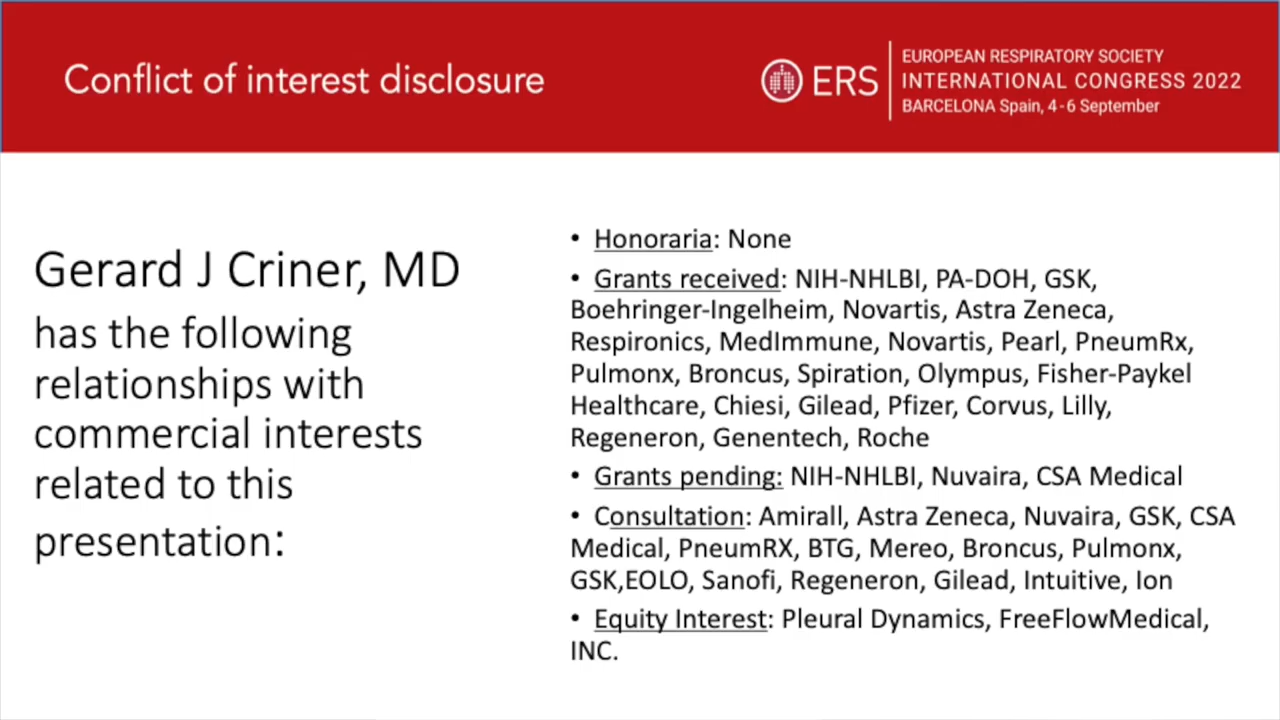 Conflict of interest disclosure
ERS
EUROPEAN RESPIRATORY SOCIETY
INTERNATIONAL CONGRESS 2022
BARCELONA Spain, 4-6 September
Gerard J Criner, MD
has the following
relationships with
commercial interests
related to this
presentation:
• Honoraria: None
• Grants received: NIH-NHLBI, PA-DOH, GSK,
Boehringer-Ingelheim, Novartis, Astra Zeneca,
Respironics, MedImmune, Novartis, Pearl, PneumRx,
Pulmonx, Broncus, Spiration, Olympus, Fisher-Paykel
Healthcare, Chiesi, Gilead, Pfizer, Corvus, Lilly,
Regeneron, Genentech, Roche
• Grants pending: NIH-NHLBI, Nuvaira, CSA Medical
• Consultation: Amirall, Astra Zeneca, Nuvaira, GSK, CSA
Medical, PneumRX, BTG, Mereo, Broncus, Pulmonx,
GSK,EOLO, Sanofi, Regeneron, Gilead, Intuitive, Ion
• Equity Interest: Pleural Dynamics, FreeFlowMedical,
INC.